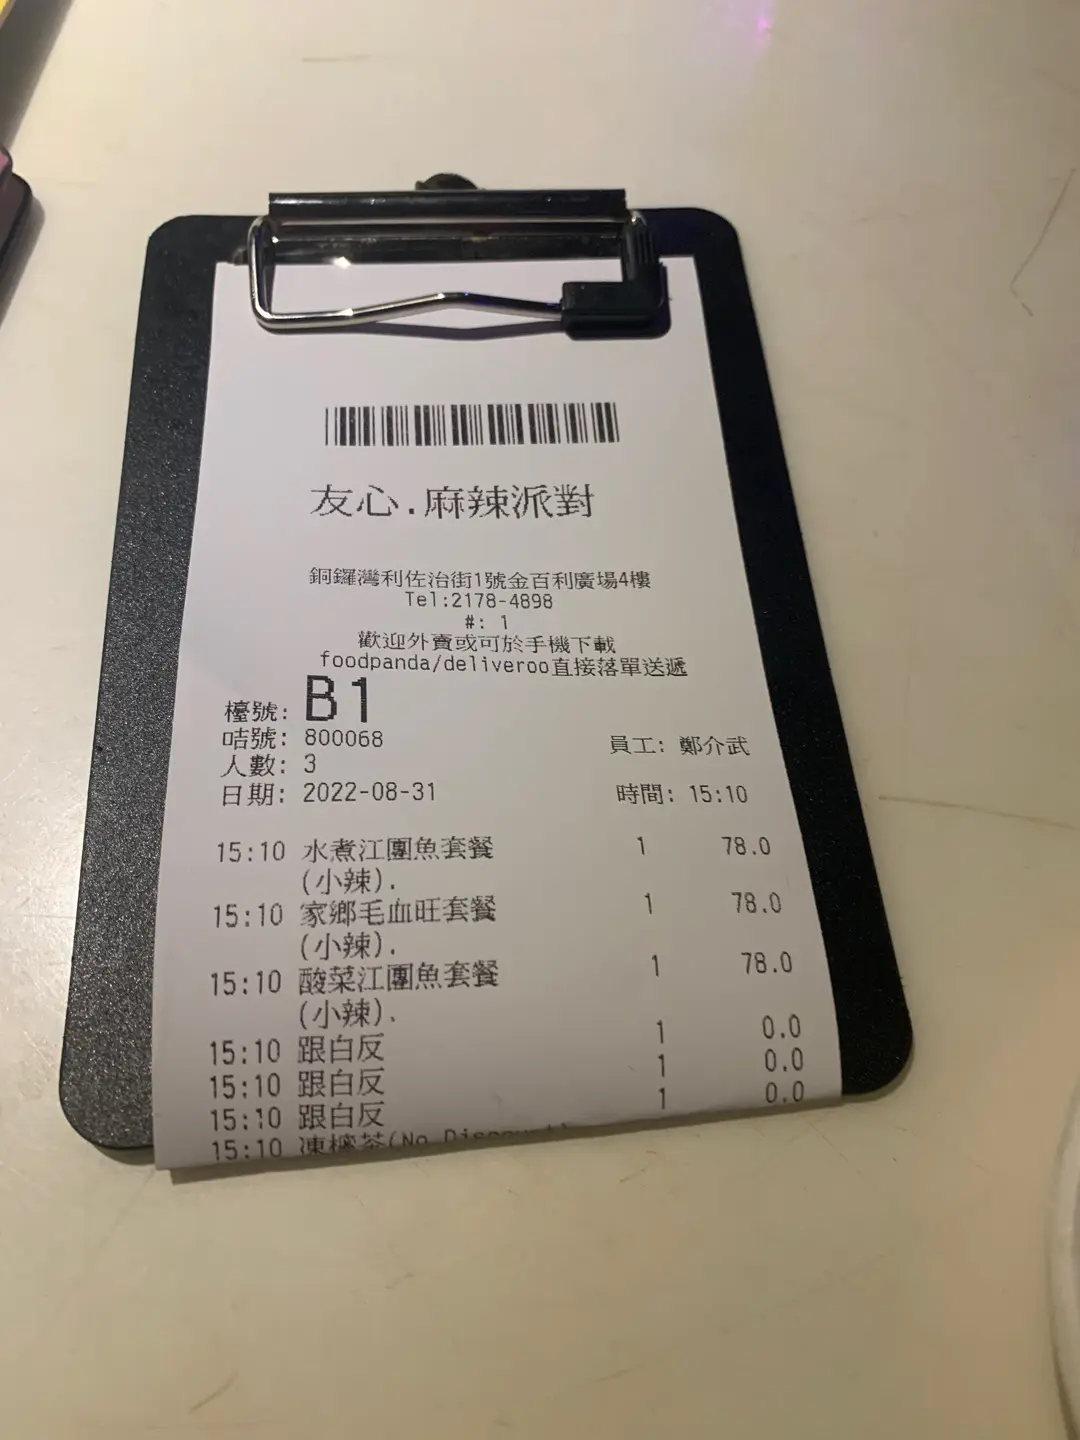 友心.麻辣派對
銅鑼灣利佐治街1號金百利廣場4樓
Tel:2178-4898
#: 1
歡迎外賣或可於手機下載
foodpanda/deliveroo直接落單送遞
檯號: B1
咭號: 800068 員工: 鄭介武
人數: 3
日期: 2022-08-31 時間: 15:10
15:10 水煮江團魚套餐 1 78.0
(小辣).
15:10 家鄉毛血旺套餐 1 78.0
(小辣).
15:10 酸菜江團魚套餐 1 78.0
(小辣).
15:10 跟白反 1 0.0
15:10 跟白反 1 0.0
15:10 跟白反 1 0.0
15:10 凍檸茶(No Discount)